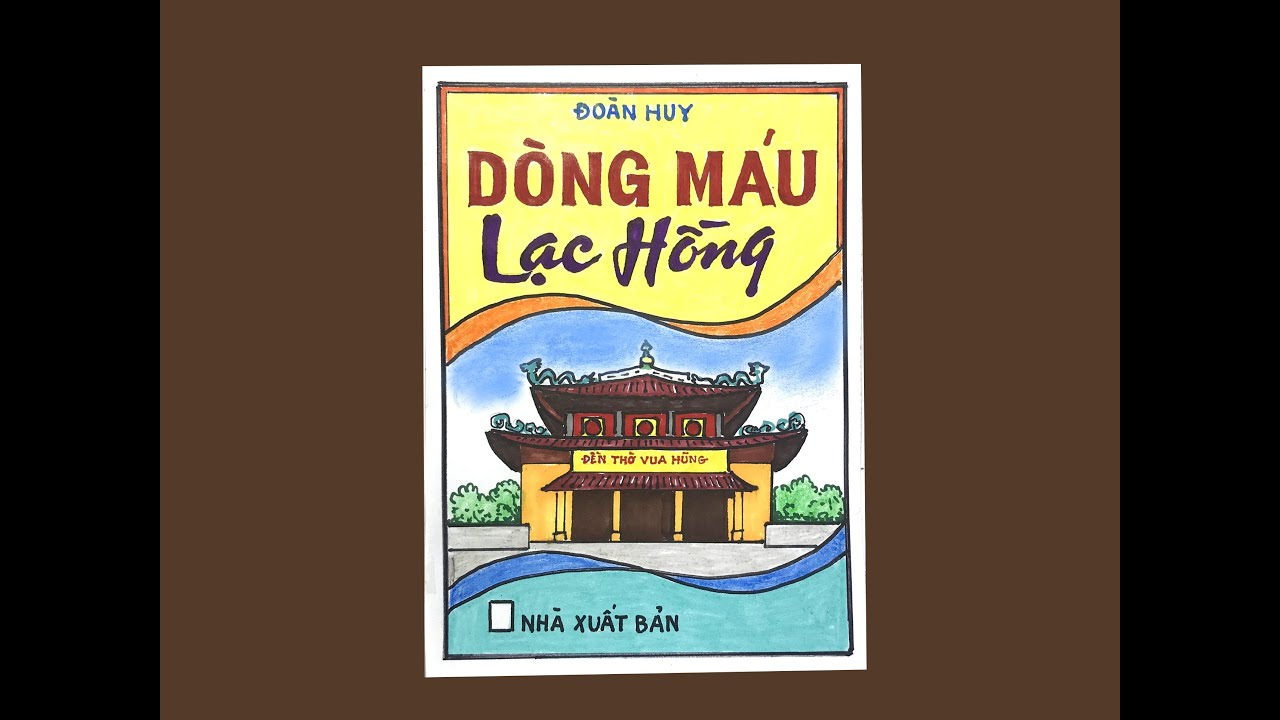 ĐOÀN HUY
DÒNG MÁU
Lạc Hồng
ĐỀN THỜ VUA HÙNG
NHÀ XUẤT BẢN